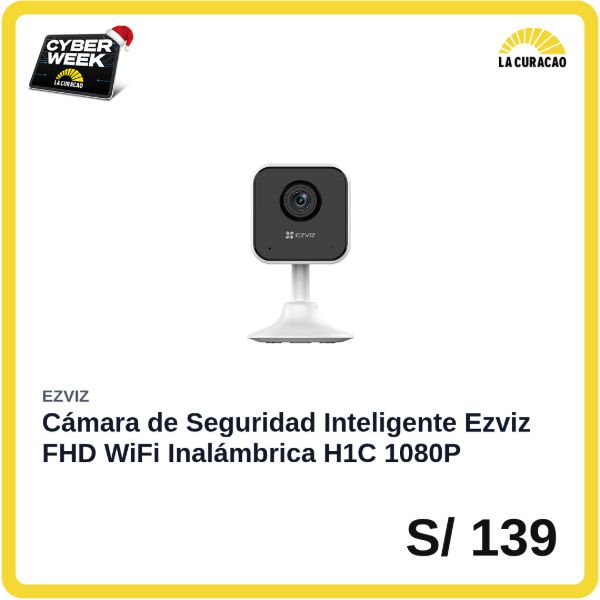 CYBER
WEEK
LA CURACAO
LA CURACAO
EZVIZ
EZVIZ
Cámara de Seguridad Inteligente Ezviz
FHD WiFi Inalámbrica H1C 1080P
S/ 139